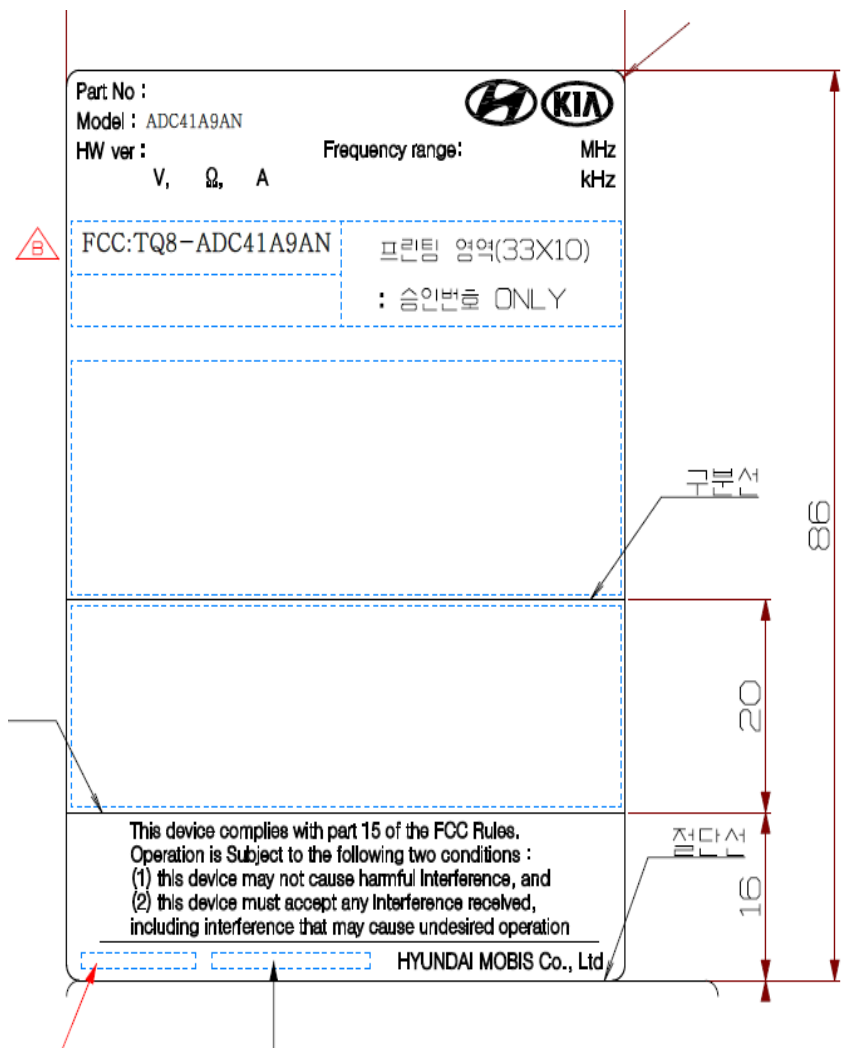 Part No :
KIA
Model : ADC41A9AN
HW ver :
Frequency range:
MHz
V, Ω, A
kHz
B
FCC:TQ8-ADC41A9AN
프린팅 영역(33X10)
: 승인번호 ONLY
구분선
86
20
This device complies with part 15 of the FCC Rules.
Operation is Subject to the following two conditions :
(1) this device may not cause harmful Interference, and
(2) this device must accept any Interference received,
including interference that may cause undesired operation
절단선
16
HYUNDAI MOBIS Co., Ltd